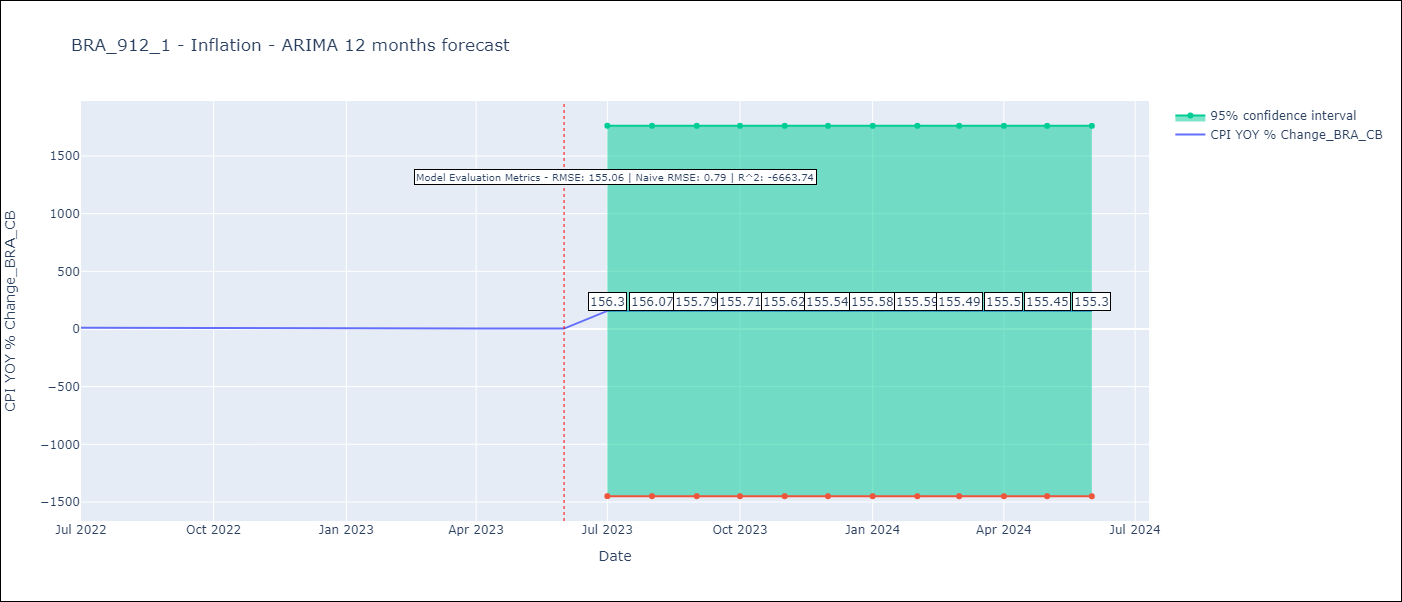 BRA_912_1 - Inflation - ARIMA 12 months forecast
95% confidence interval
CPI YOY % Change_BRA_CB
Model Evaluation Metrics - RMSE: 155.06 | Naive RMSE: 0.79 | R^2: -6663.74
CPI YOY % Change_BRA_CB
1500
1000
500
0
−500
−1000
−1500
156.3 156.07 155.79 155.71 155.62 155.54 155.58 155.59 155.49 155.5 155.45 155.3
Jul 2022 Oct 2022 Jan 2023 Apr 2023 Jul 2023 Oct 2023 Jan 2024 Apr 2024 Jul 2024
Date